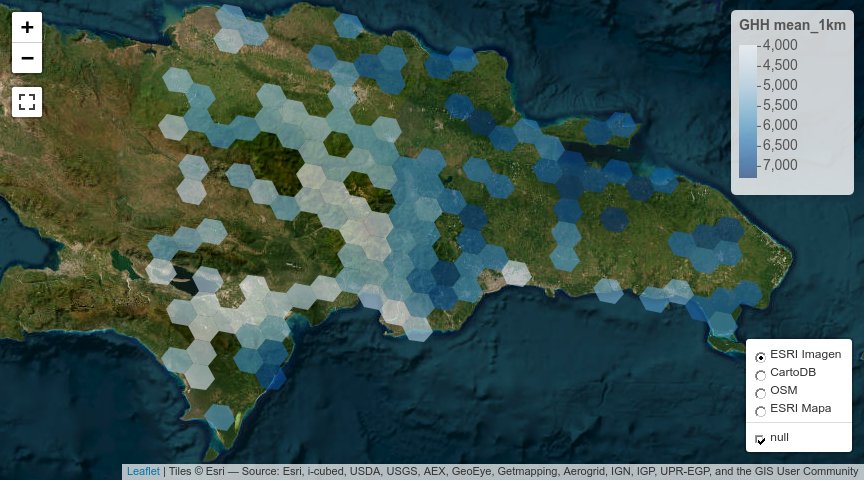 +
GHH mean_1km
4,000
4,500
5,000
5,500
6,000
6,500
7,000
−
ESRI Imagen
CartoDB
OSM
ESRI Mapa
null
Leaflet | Tiles © Esri — Source: Esri, i-cubed, USDA, USGS, AEX, GeoEye, Getmapping, Aerogrid, IGN, IGP, UPR-EGP, and the GIS User Community